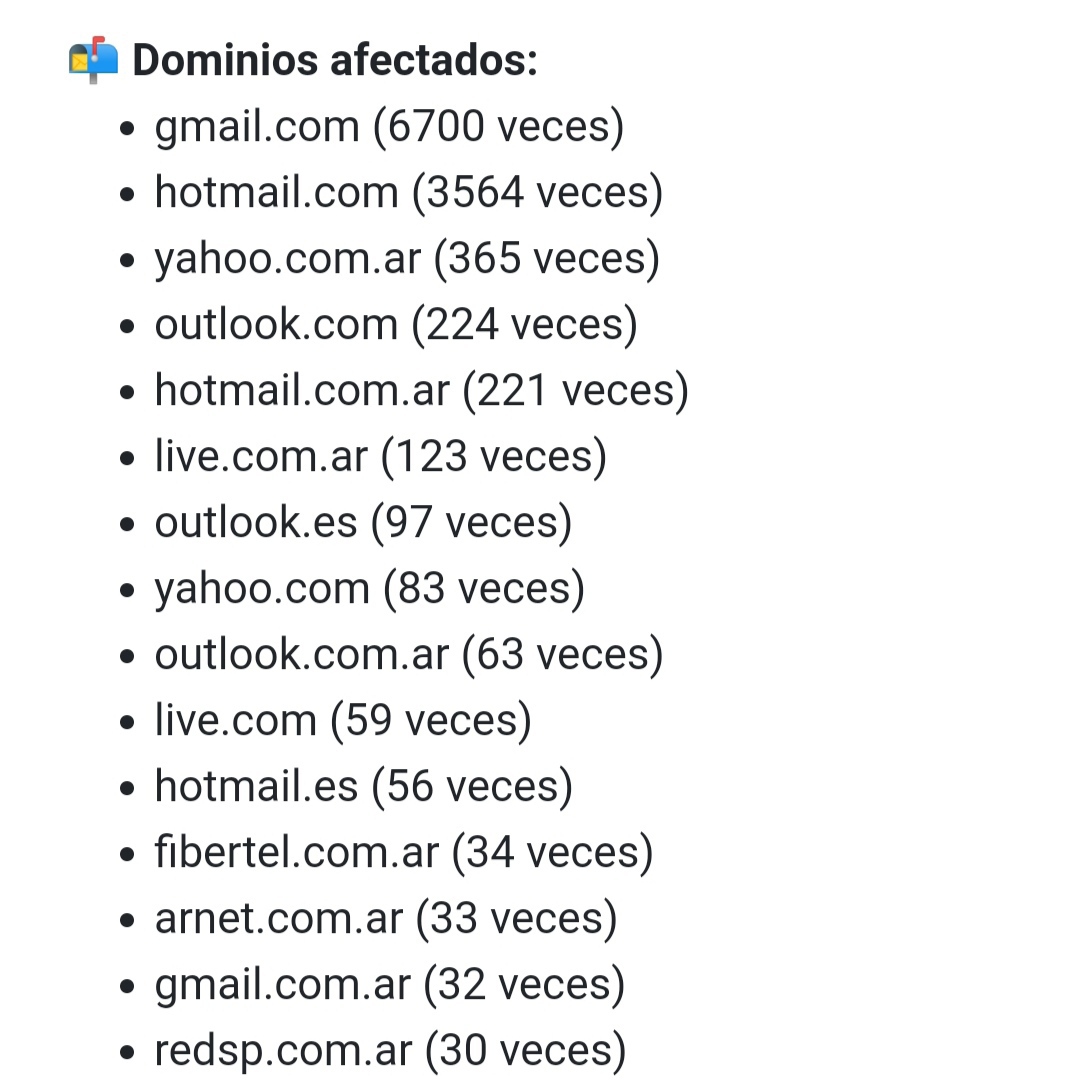 📬 Dominios afectados:
• gmail.com (6700 veces)
• hotmail.com (3564 veces)
• yahoo.com.ar (365 veces)
• outlook.com (224 veces)
• hotmail.com.ar (221 veces)
• live.com.ar (123 veces)
• outlook.es (97 veces)
• yahoo.com (83 veces)
• outlook.com.ar (63 veces)
• live.com (59 veces)
• hotmail.es (56 veces)
• fibertel.com.ar (34 veces)
• arnet.com.ar (33 veces)
• gmail.com.ar (32 veces)
• redsp.com.ar (30 veces)